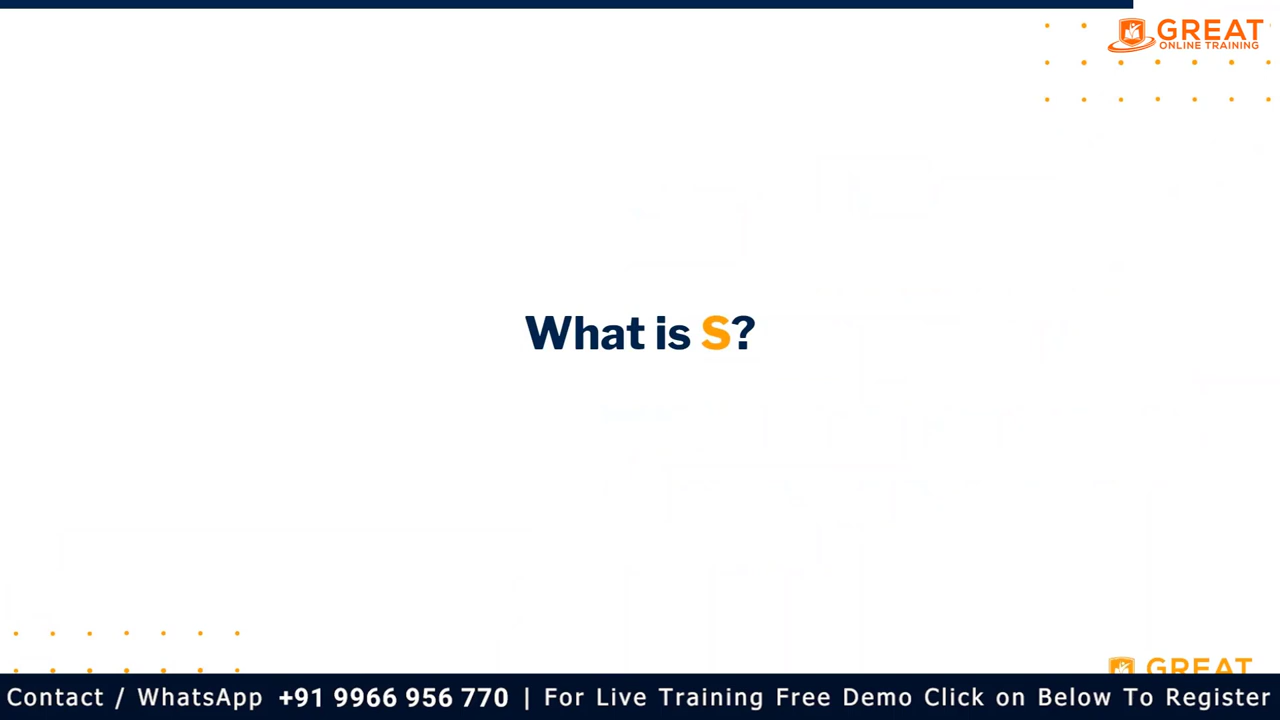 GREAT
ONLINE TRAINING
What is S?
GREAT
Contact / WhatsApp +91 9966 956 770 | For Live Training Free Demo Click on Below To Register